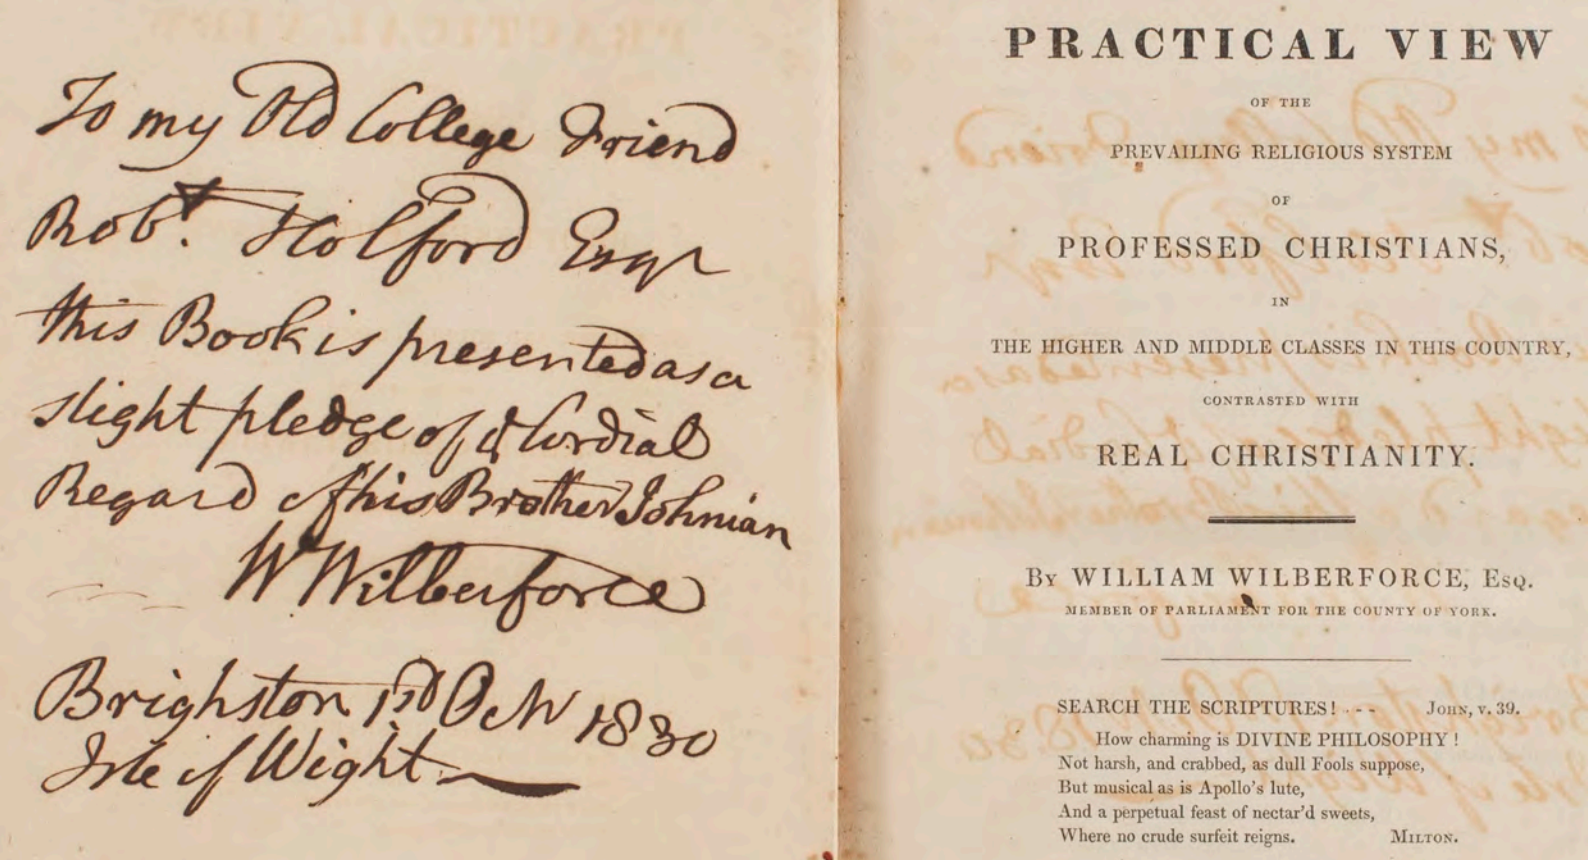 To my Old College Friend
Robt. Holford Esqr
this Book is presented as a
slight pledge of cordial
Regard of his Brother Johnian
W Wilberforce
Brighston Octr 1830
Isle of Wight
PRACTICAL VIEW
OF THE
PREVAILING RELIGIOUS SYSTEM
OF
PROFESSED CHRISTIANS,
IN
THE HIGHER AND MIDDLE CLASSES IN THIS COUNTRY,
CONTRASTED WITH
REAL CHRISTIANITY.
By WILLIAM WILBERFORCE, Esq.
MEMBER OF PARLIAMENT FOR THE COUNTY OF YORK.
SEARCH THE SCRIPTURES! - - - John, v. 39.
How charming is DIVINE PHILOSOPHY!
Not harsh, and crabbed, as dull Fools suppose,
But musical as is Apollo's lute,
And a perpetual feast of nectar'd sweets,
Where no crude surfeit reigns. Milton.